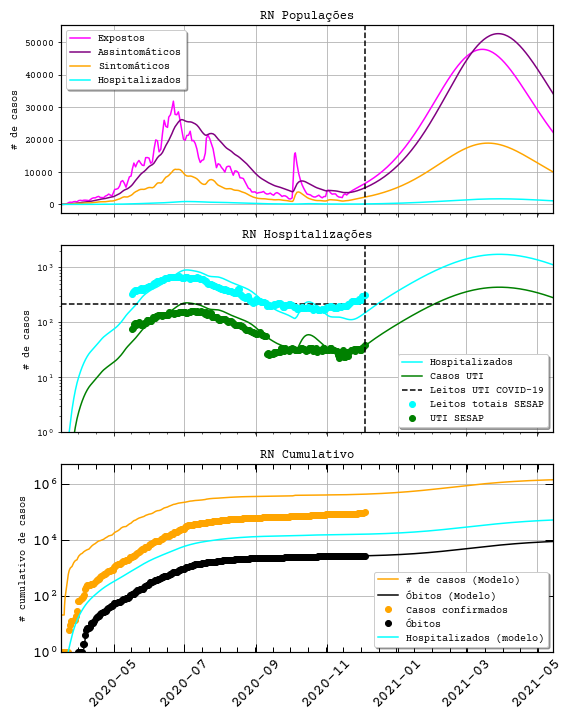 RN Populações
# de casos
50000
40000
30000
20000
10000
0
Expostos
Assintomáticos
Sintomáticos
Hospitalizados
RN Hospitalizações
# de casos
10³
10²
10¹
10⁰
Hospitalizados
Casos UTI
Leitos UTI COVID-19
Leitos totais SESAP
UTI SESAP
RN Cumulativo
# cumulativo de casos
10⁶
10⁴
10²
10⁰
# de casos (Modelo)
Óbitos (Modelo)
Casos confirmados
Óbitos
Hospitalizados (modelo)
2020-05 2020-07 2020-09 2020-11 2021-01 2021-03 2021-05